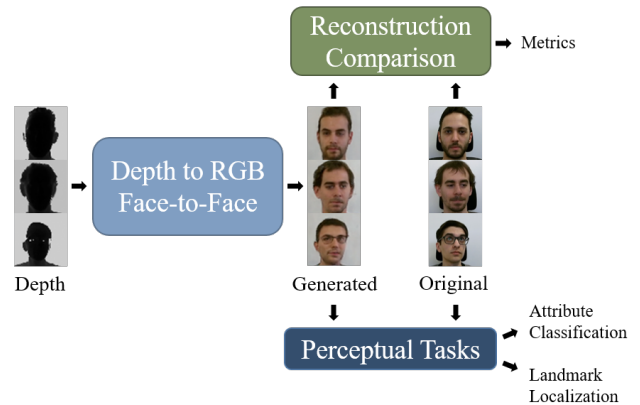 Reconstruction
Comparison
Metrics
Depth to RGB
Face-to-Face
Depth
Generated
Original
Perceptual Tasks
Attribute
Classification
Landmark
Localization